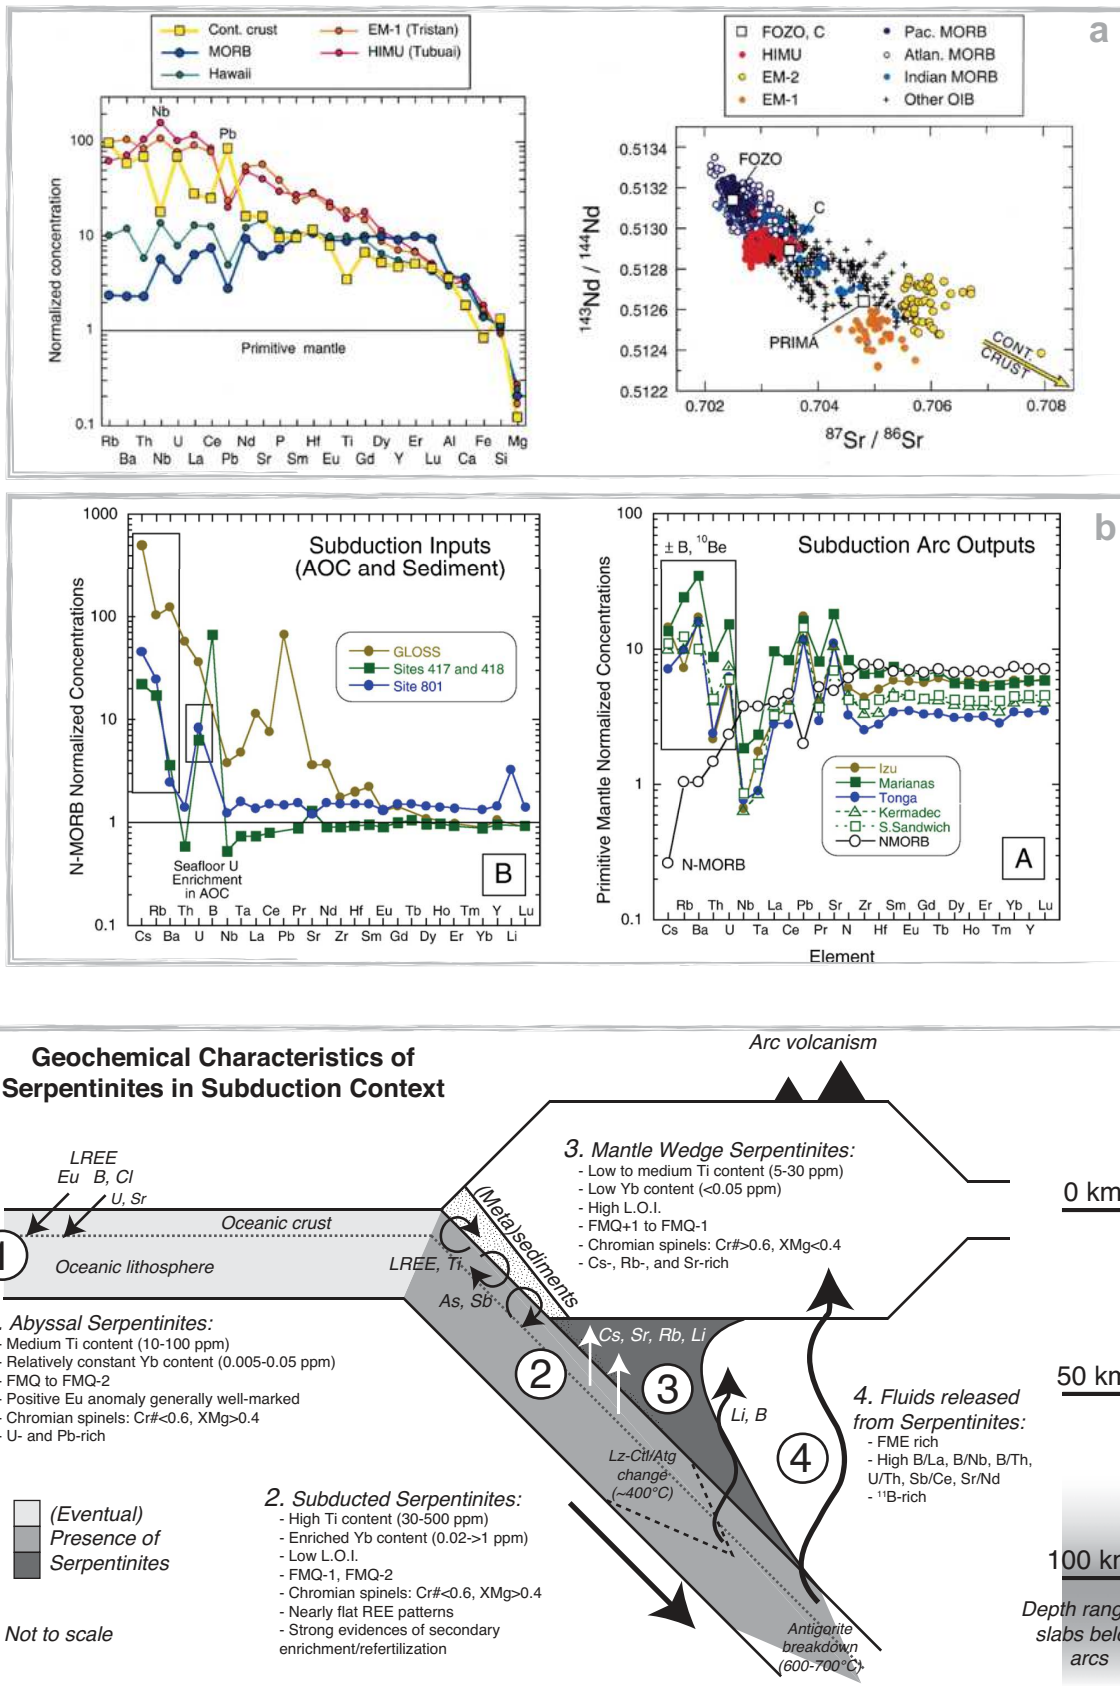 a
Cont. crust
MORB
Hawaii
EM-1 (Tristan)
HIMU (Tubuai)
Nb
Pb
100
10
1
0.1
Normalized concentration
Primitive mantle
Rb Th U Ce Nd P Hf Ti Dy Er Al Fe Mg
Ba Nb La Pb Sr Sm Eu Gd Y Lu Ca Si
FOZO, C
HIMU
EM-2
EM-1
Pac. MORB
Atlan. MORB
Indian MORB
Other OIB
FOZO
C
PRIMA
CONT.
CRUST
0.5134
0.5132
0.5130
0.5128
0.5126
0.5124
0.5122
143Nd / 144Nd
0.702 0.704 0.706 0.708
87Sr / 86Sr
b
1000
100
10
1
0.1
N-MORB Normalized Concentrations
Subduction Inputs
(AOC and Sediment)
GLOSS
Sites 417 and 418
Site 801
Seafloor U
Enrichment
in AOC
B
Rb Th B Ta Ce Pr Nd Hf Eu Tb Ho Tm Y Lu
Cs Ba U Nb La Pb Sr Zr Sm Gd Dy Er Yb Li
100
10
1
0.1
Primitive Mantle Normalized Concentrations
± B, 10Be
Subduction Arc Outputs
Izu
Marianas
Tonga
Kermadec
S.Sandwich
NMORB
N-MORB
A
Rb Th Nb La Pb Sr Zr Sm Gd Dy Er Yb Lu
Cs Ba U Ta Ce Pr N Hf Eu Tb Ho Tm Y
Element
Geochemical Characteristics of
Serpentinites in Subduction Context
Arc volcanism
LREE
Eu B, Cl
U, Sr
Oceanic crust
Oceanic lithosphere
1
LREE, Ti
As, Sb
(Meta)sediments
3. Mantle Wedge Serpentinites:
- Low to medium Ti content (5-30 ppm)
- Low Yb content (<0.05 ppm)
- High L.O.I.
- FMQ+1 to FMQ-1
- Chromian spinels: Cr#>0.6, XMg<0.4
- Cs-, Rb-, and Sr-rich
0 km
. Abyssal Serpentinites:
- Medium Ti content (10-100 ppm)
- Relatively constant Yb content (0.005-0.05 ppm)
- FMQ to FMQ-2
- Positive Eu anomaly generally well-marked
- Chromian spinels: Cr#<0.6, XMg>0.4
- U- and Pb-rich
Cs, Sr, Rb, Li
2
3
Li, B
4
Lz-Ctl/Atg
change
(~400°C)
50 km
4. Fluids released
from Serpentinites:
- FME rich
- High B/La, B/Nb, B/Th,
U/Th, Sb/Ce, Sr/Nd
- 11B-rich
2. Subducted Serpentinites:
- High Ti content (30-500 ppm)
- Enriched Yb content (0.02->1 ppm)
- Low L.O.I.
- FMQ-1, FMQ-2
- Chromian spinels: Cr#<0.6, XMg>0.4
- Nearly flat REE patterns
- Strong evidences of secondary
enrichment/refertilization
(Eventual)
Presence of
Serpentinites
Not to scale
Antigorite
breakdown
(600-700°C)
100 km
Depth rang
slabs belo
arcs